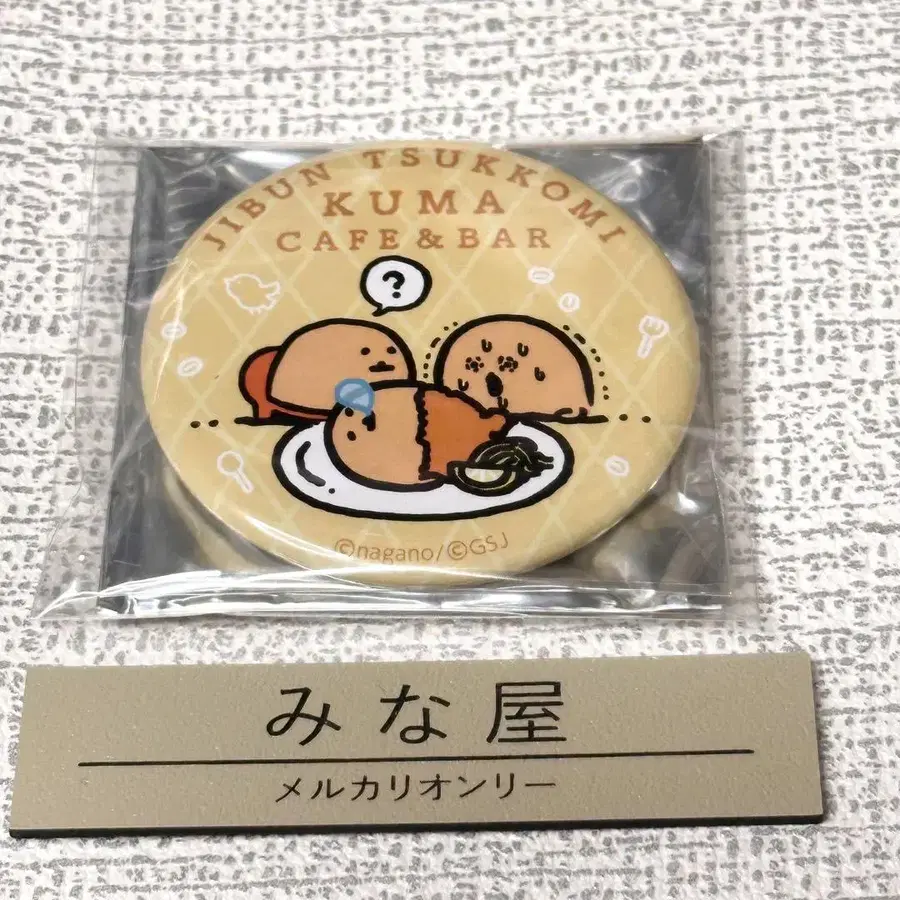 JIBUN TSUKKOMI
KUMA
CAFE & BAR
?
©nagano/©GSJ
みな屋
メルカリオンリー